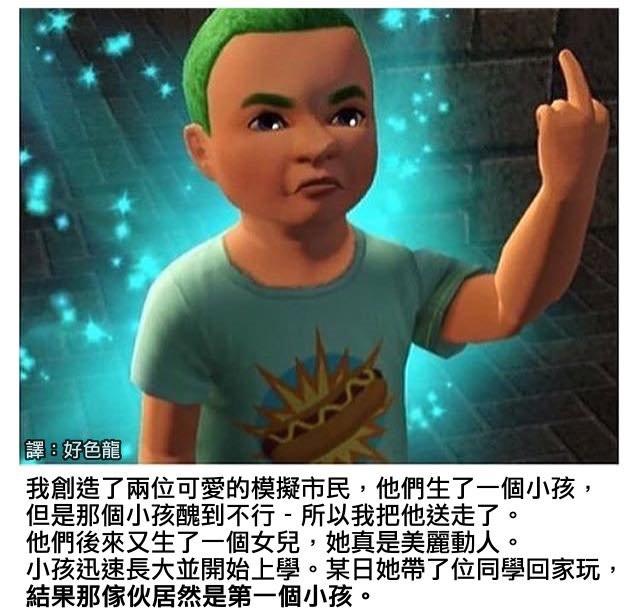 譯：好色龍
我創造了兩位可愛的模擬市民，他們生了一個小孩，
但是那個小孩醜到不行－所以我把他送走了。
他們後來又生了一個女兒，她真是美麗動人。
小孩迅速長大並開始上學。某日她帶了位同學回家玩，
結果那傢伙居然是第一個小孩。